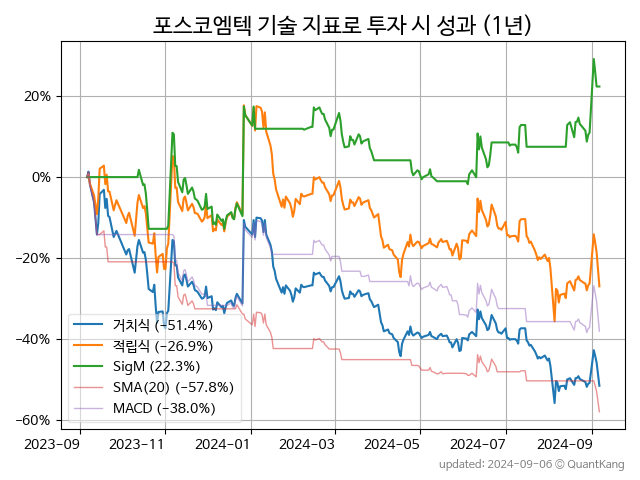 포스코엠텍 기술 지표로 투자 시 성과 (1년)
20%
0%
−20%
−40%
−60%
거치식 (−51.4%)
적립식 (−26.9%)
SigM (22.3%)
SMA(20) (−57.8%)
MACD (−38.0%)
2023-09 2023-11 2024-01 2024-03 2024-05 2024-07 2024-09
updated: 2024-09-06 © QuantKang